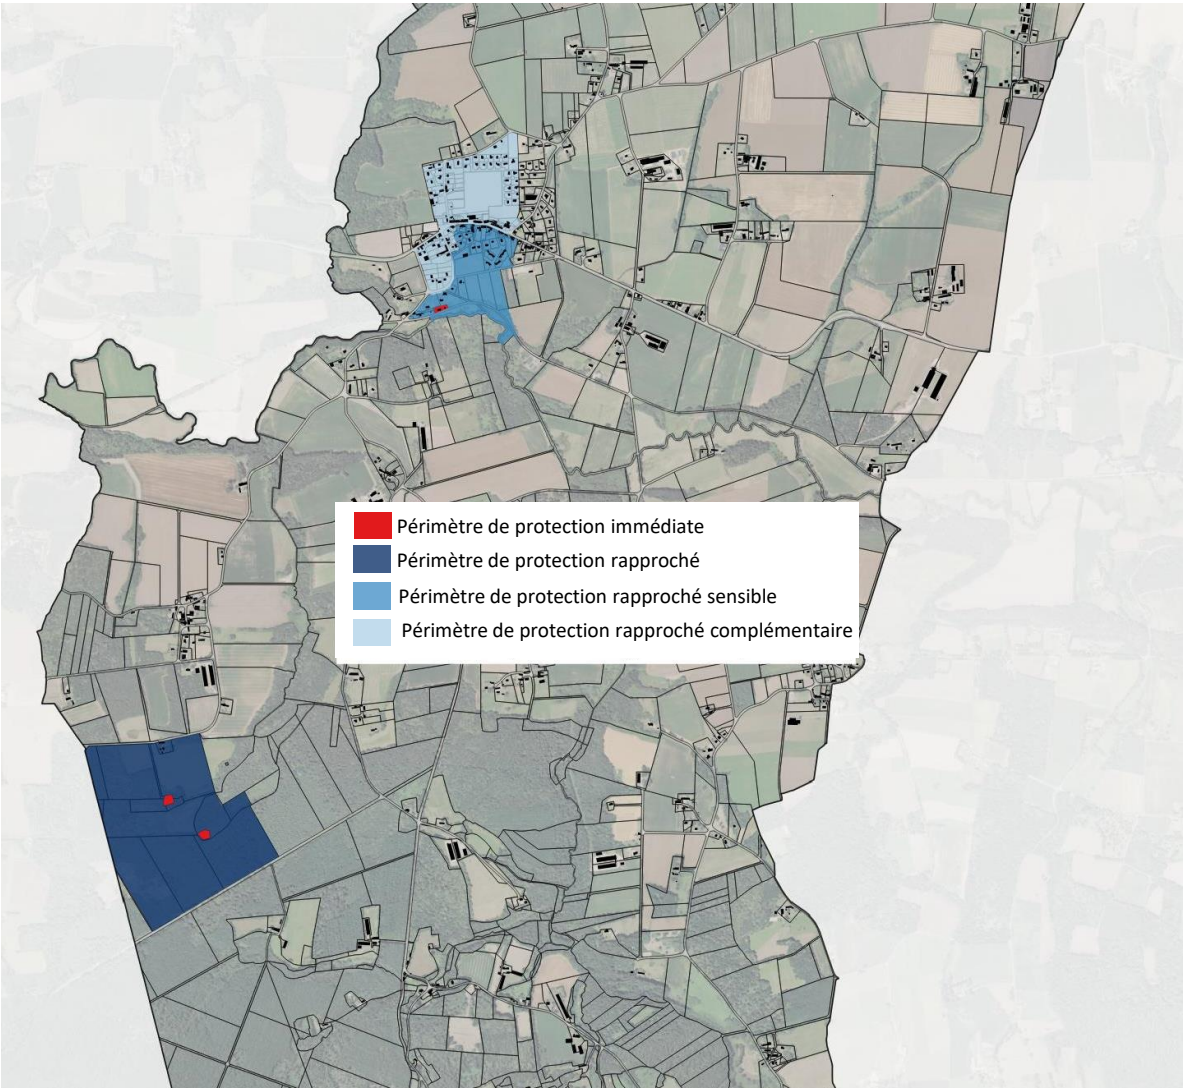 Périmètre de protection immédiate
Périmètre de protection rapproché
Périmètre de protection rapproché sensible
Périmètre de protection rapproché complémentaire